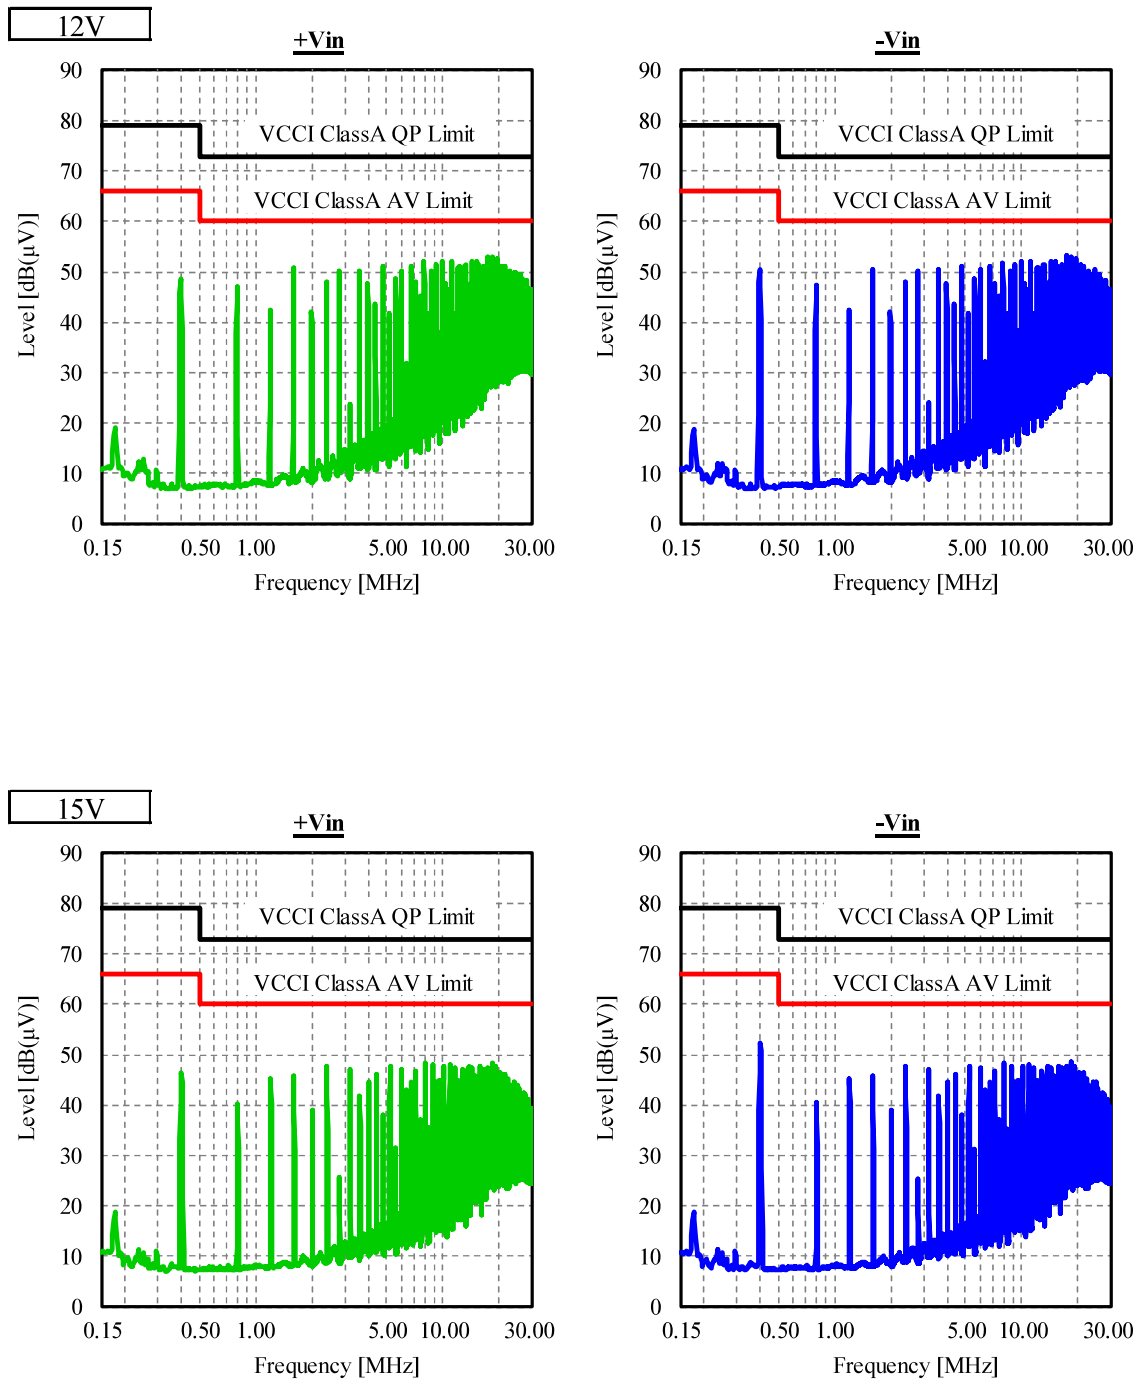 12V
+Vin
-Vin
90
80
70
60
50
40
30
20
10
0
VCCI ClassA QP Limit
VCCI ClassA AV Limit
Level [dB(μV)]
0.15 0.50 1.00 5.00 10.00 30.00
Frequency [MHz]
90
80
70
60
50
40
30
20
10
0
VCCI ClassA QP Limit
VCCI ClassA AV Limit
Level [dB(μV)]
0.15 0.50 1.00 5.00 10.00 30.00
Frequency [MHz]
15V
+Vin
-Vin
90
80
70
60
50
40
30
20
10
0
VCCI ClassA QP Limit
VCCI ClassA AV Limit
Level [dB(μV)]
0.15 0.50 1.00 5.00 10.00 30.00
Frequency [MHz]
90
80
70
60
50
40
30
20
10
0
VCCI ClassA QP Limit
VCCI ClassA AV Limit
Level [dB(μV)]
0.15 0.50 1.00 5.00 10.00 30.00
Frequency [MHz]